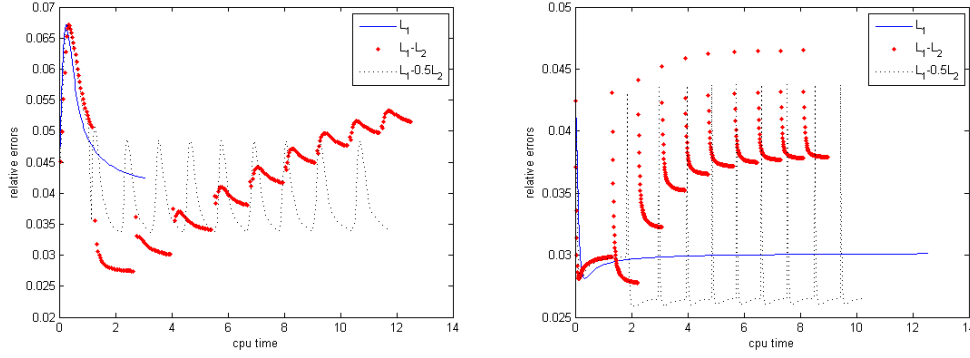 0.07
0.065
0.06
0.055
0.05
0.045
0.04
0.035
0.03
0.025
0.02
relative errors
0 2 4 6 8 10 12 14
cpu time
L1
L1-L2
L1-0.5L2
0.05
0.045
0.04
0.035
0.03
0.025
relative errors
0 2 4 6 8 10 12 14
cpu time
L1
L1-L2
L1-0.5L2